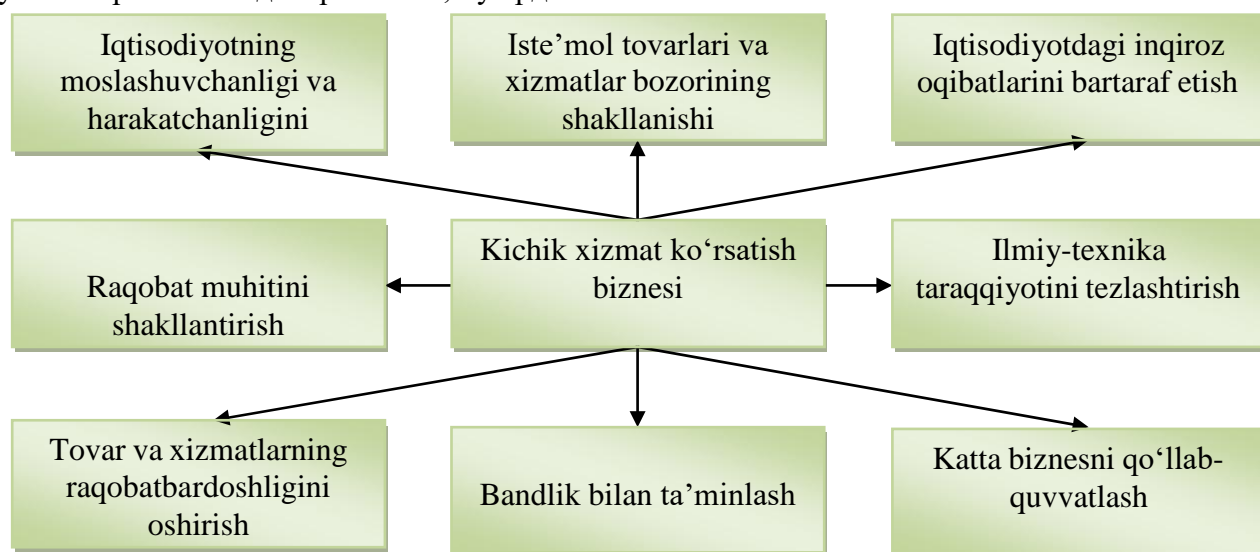 Iqtisodiyotning
moslashuvchanligi va
harakatchanligini
Iste’mol tovarlari va
xizmatlar bozorining
shakllanishi
Iqtisodiyotdagi inqiroz
oqibatlarini bartaraf etish
Raqobat muhitini
shakllantirish
Kichik xizmat ko‘rsatish
biznesi
Ilmiy-texnika
taraqqiyotini tezlashtirish
Tovar va xizmatlarning
raqobatbardoshligini
oshirish
Bandlik bilan ta’minlash
Katta biznesni qo‘llab-
quvvatlash